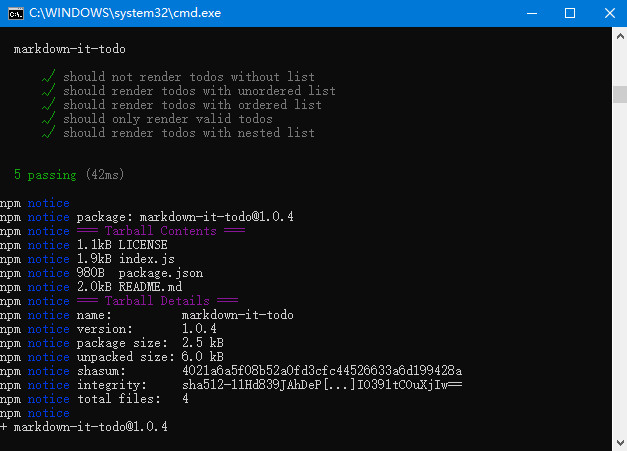 C:\WINDOWS\system32\cmd.exe
markdown-it-todo
✓ should not render todos without list
✓ should render todos with unordered list
✓ should render todos with ordered list
✓ should only render valid todos
✓ should render todos with nested list
5 passing (42ms)
npm notice
npm notice package: markdown-it-todo@1.0.4
npm notice === Tarball Contents ===
npm notice 1.1kB LICENSE
npm notice 1.9kB index.js
npm notice 980B  package.json
npm notice 2.0kB README.md
npm notice === Tarball Details ===
npm notice name:          markdown-it-todo
npm notice version:       1.0.4
npm notice package size:  2.5 kB
npm notice unpacked size: 6.0 kB
npm notice shasum:        4021a6a5f08b52a0fd3cfc44526633a6d199428a
npm notice integrity:     sha512-11Hd839JAhDeP[...]I0391tC0uXjIw==
npm notice total files:   4
npm notice
+ markdown-it-todo@1.0.4